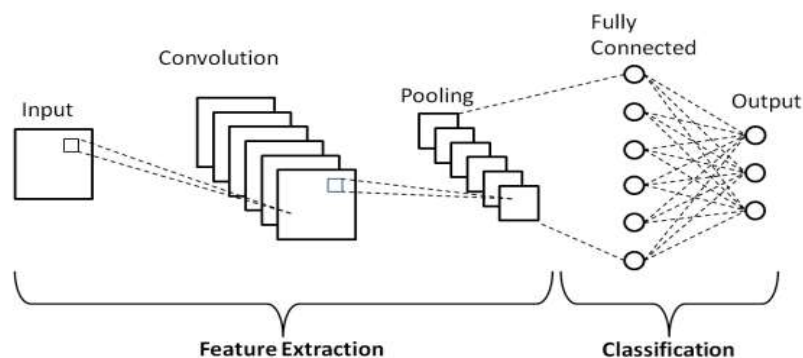 Input
Convolution
Pooling
Fully
Connected
Output
Feature Extraction
Classification